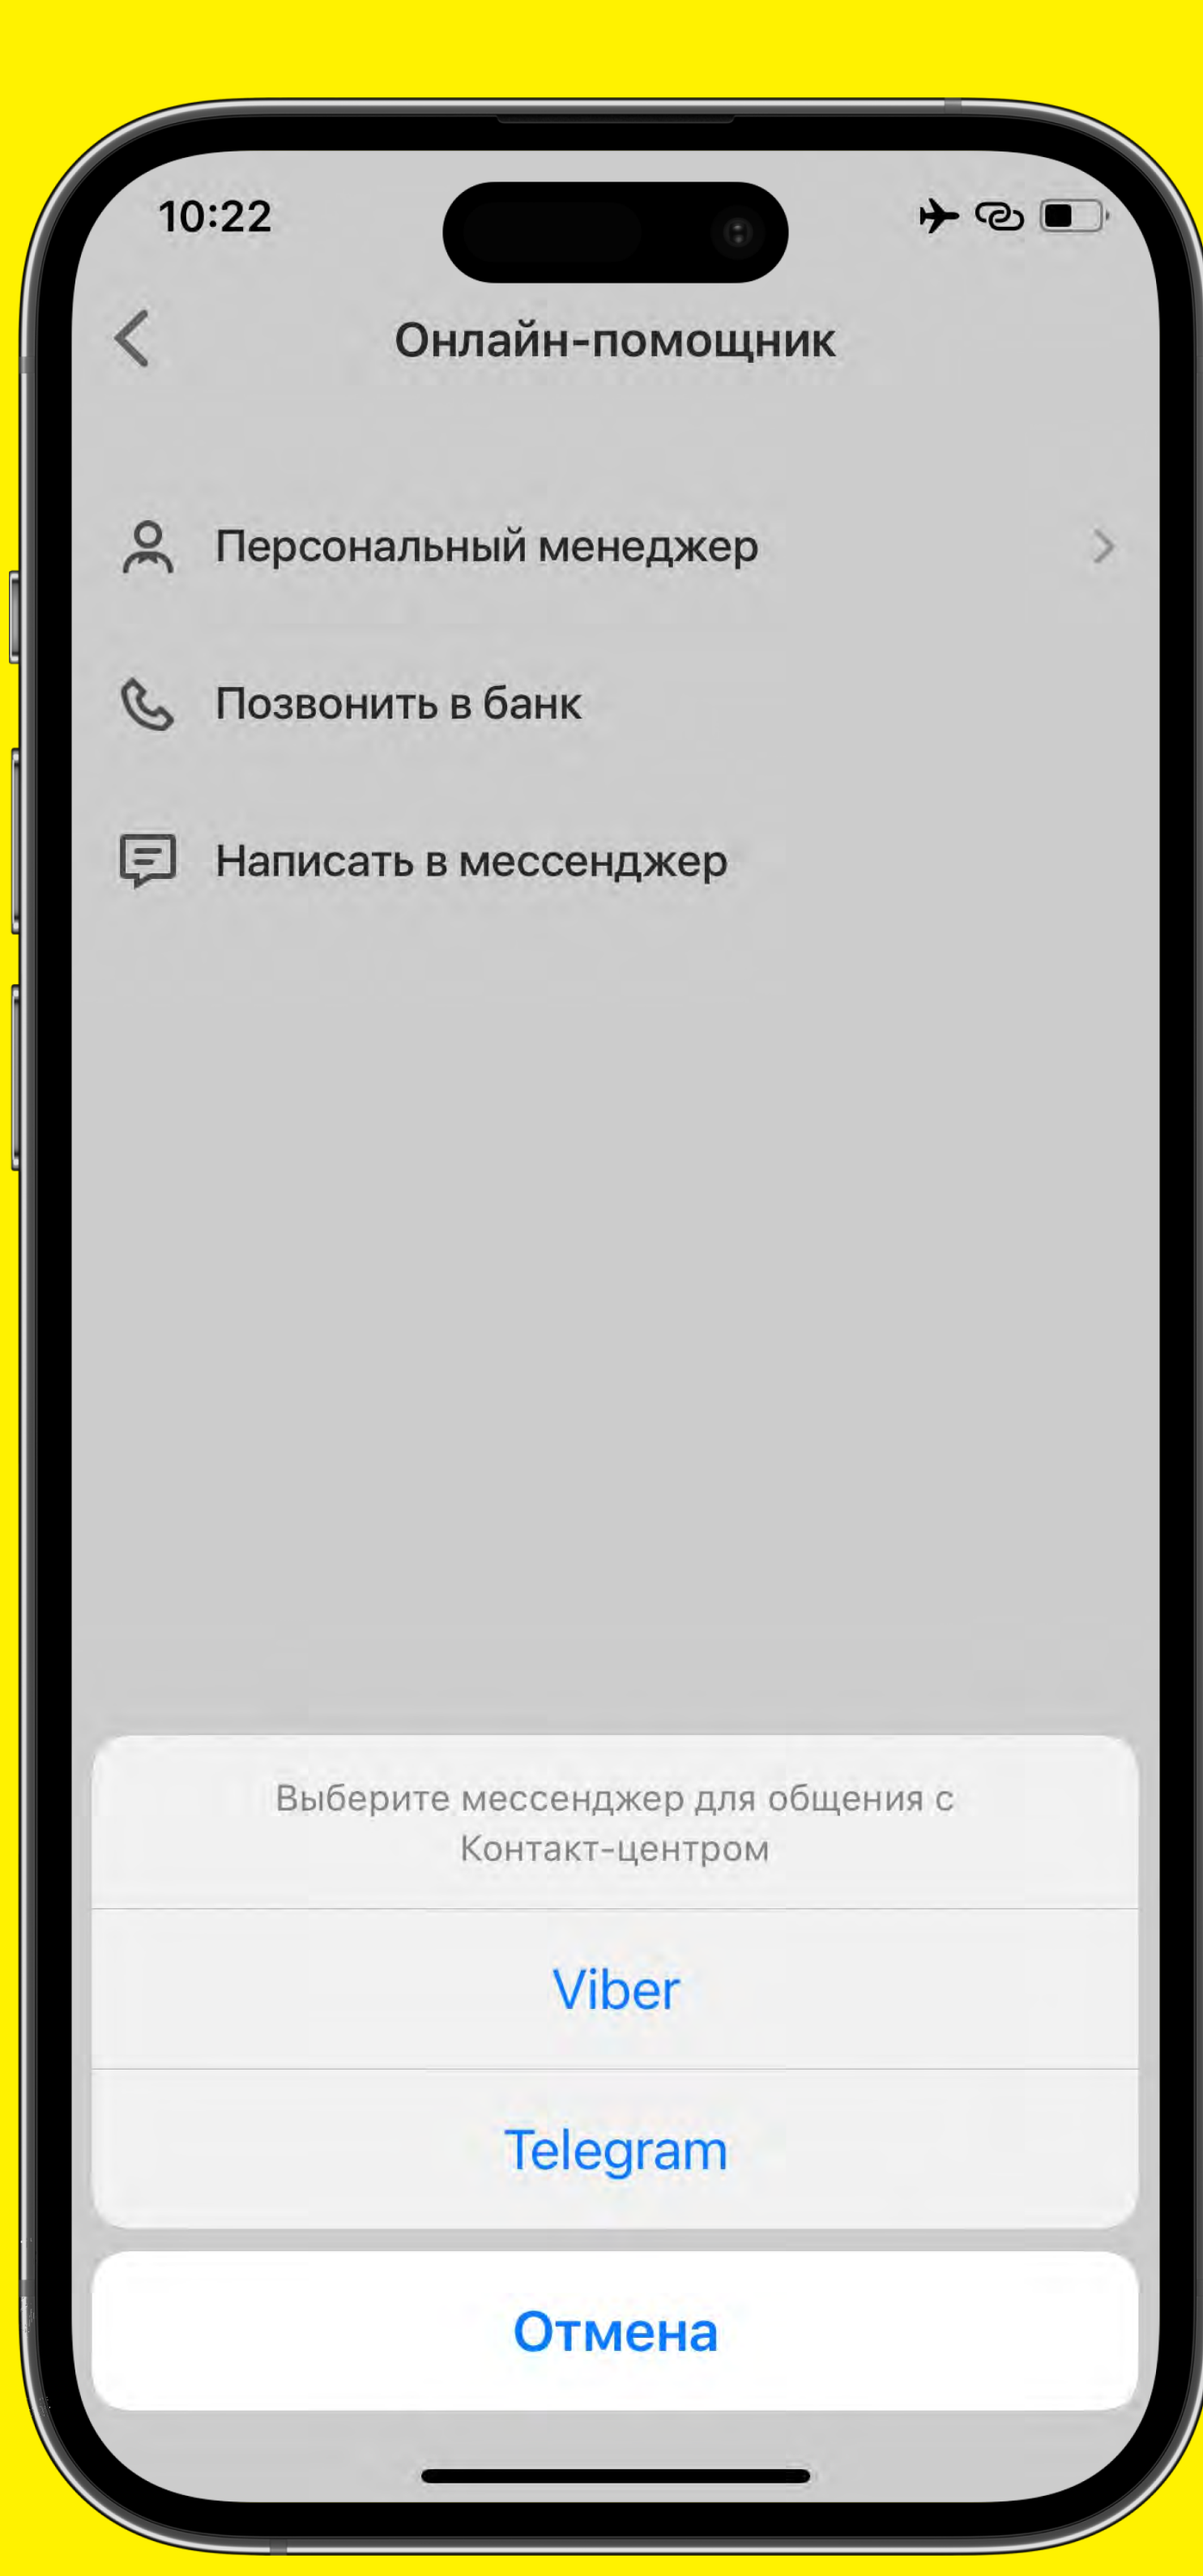 10:22
Онлайн-помощник
Персональный менеджер
Позвонить в банк
Написать в мессенджер
Выберите мессенджер для общения с
Контакт-центром
Viber
Telegram
Отмена